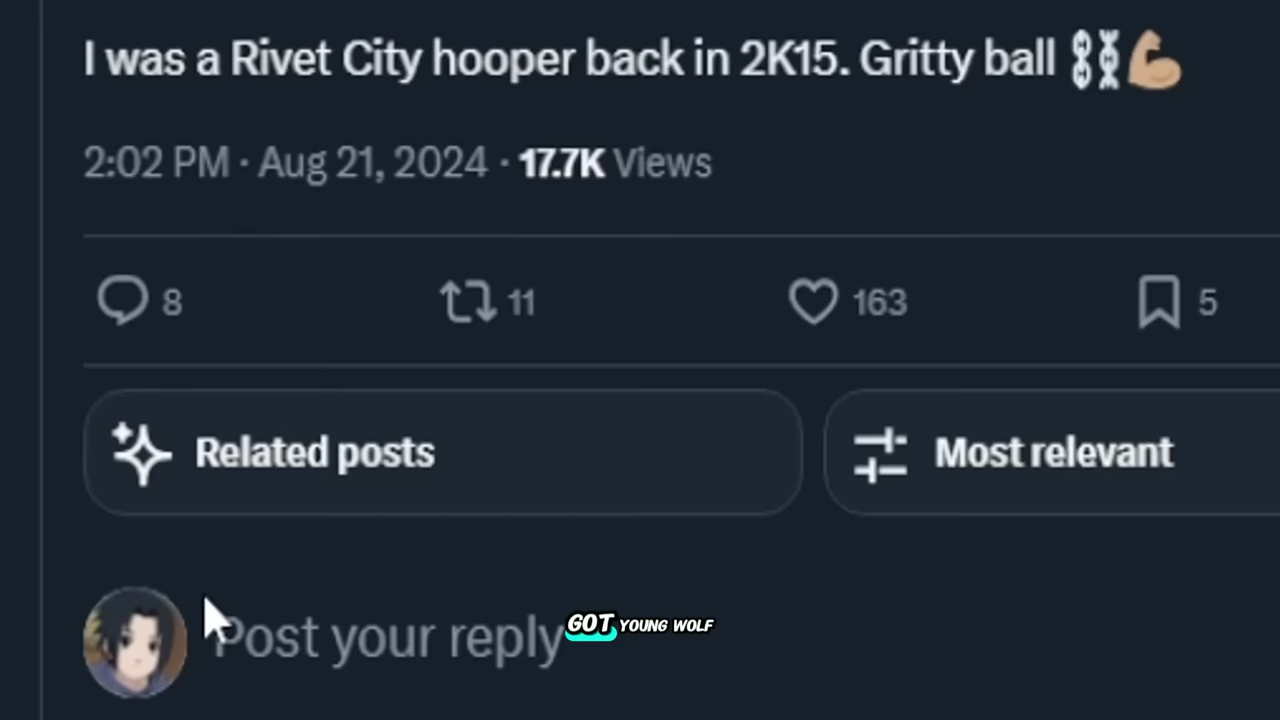 I was a Rivet City hooper back in 2K15. Gritty ball ⛓️💪🏼
2:02 PM · Aug 21, 2024 · 17.7K Views
8 11 163 5
Related posts Most relevant
Post your reply
GOT YOUNG WOLF